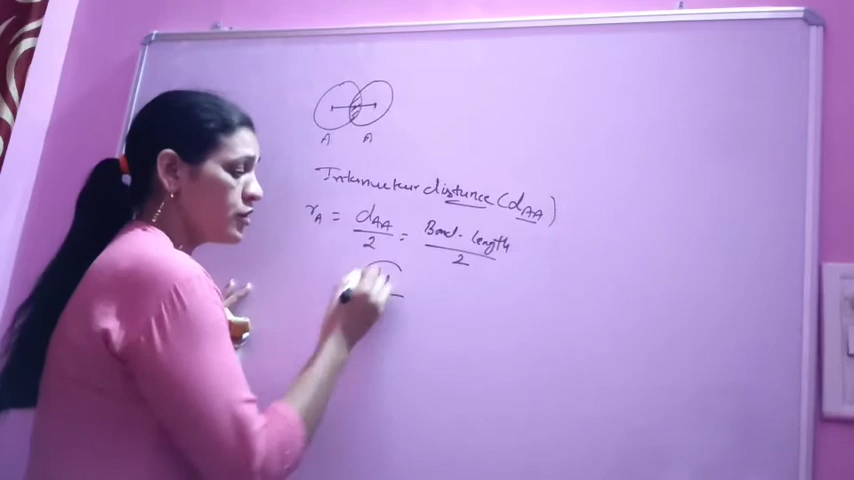 A A
Internuclear distance (dAA)
rA = dAA/2 = Bond-length/2